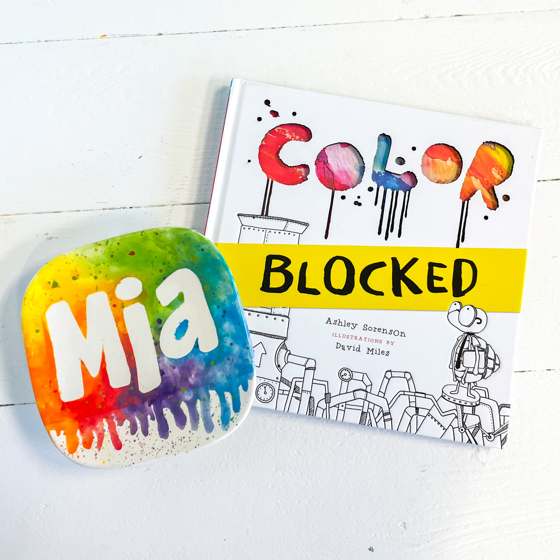 COLOR
BLOCKED
Ashley Sorenson
ILLUSTRATIONS BY
David Miles
Mia